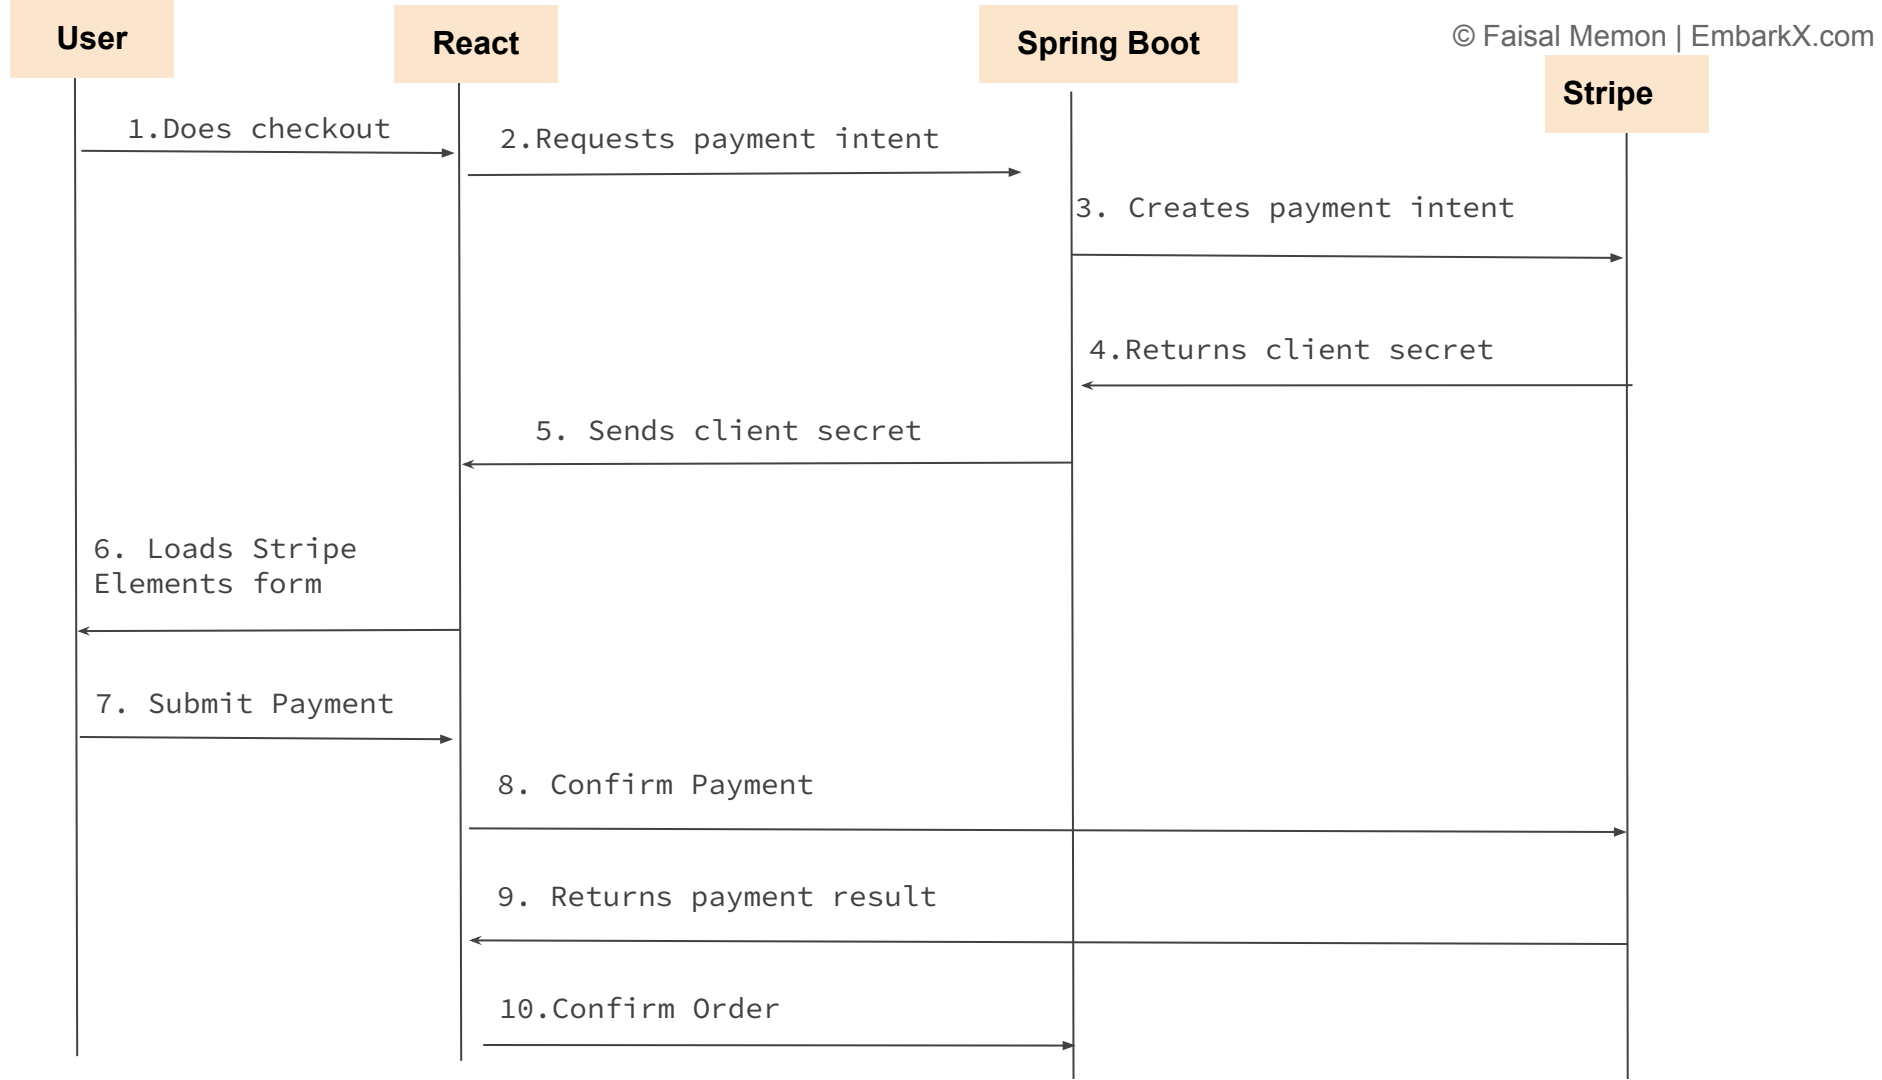 User
React
Spring Boot
© Faisal Memon | EmbarkX.com
Stripe
1.Does checkout
2.Requests payment intent
3. Creates payment intent
4.Returns client secret
5. Sends client secret
6. Loads Stripe
Elements form
7. Submit Payment
8. Confirm Payment
9. Returns payment result
10.Confirm Order